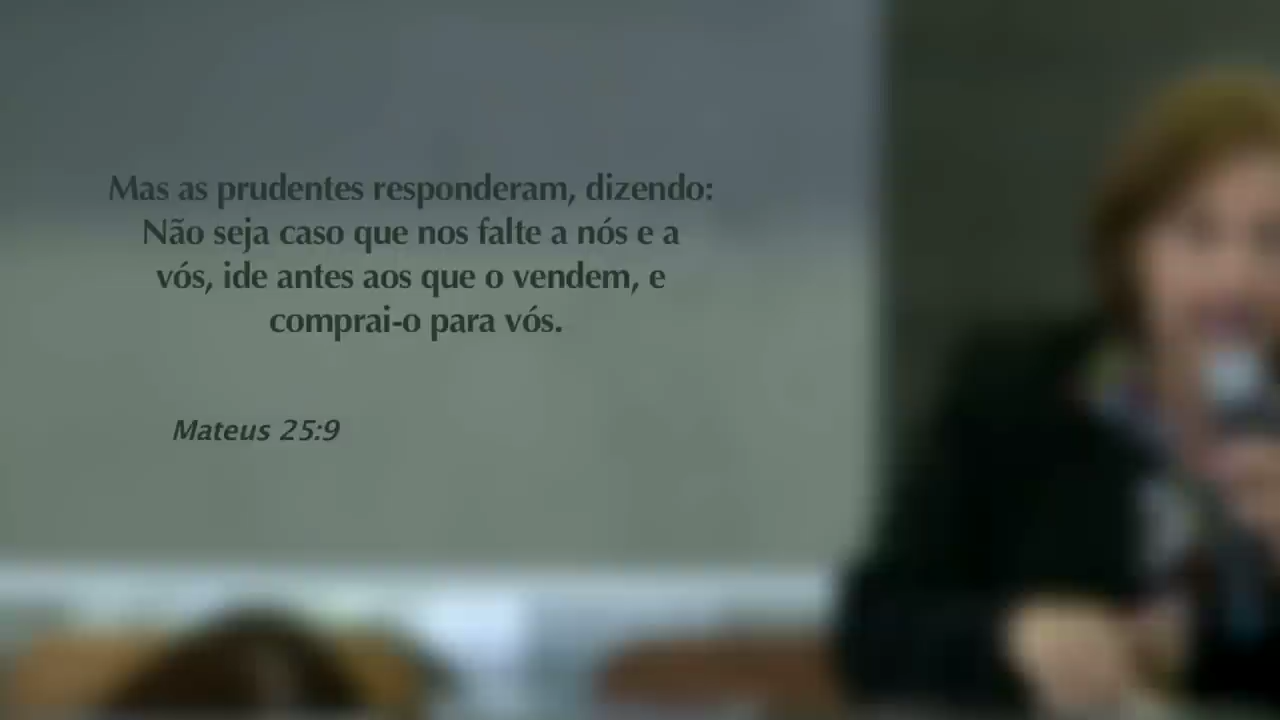 Mas as prudentes responderam, dizendo:
Não seja caso que nos falte a nós e a
vós, ide antes aos que o vendem, e
comprai-o para vós.
Mateus 25:9